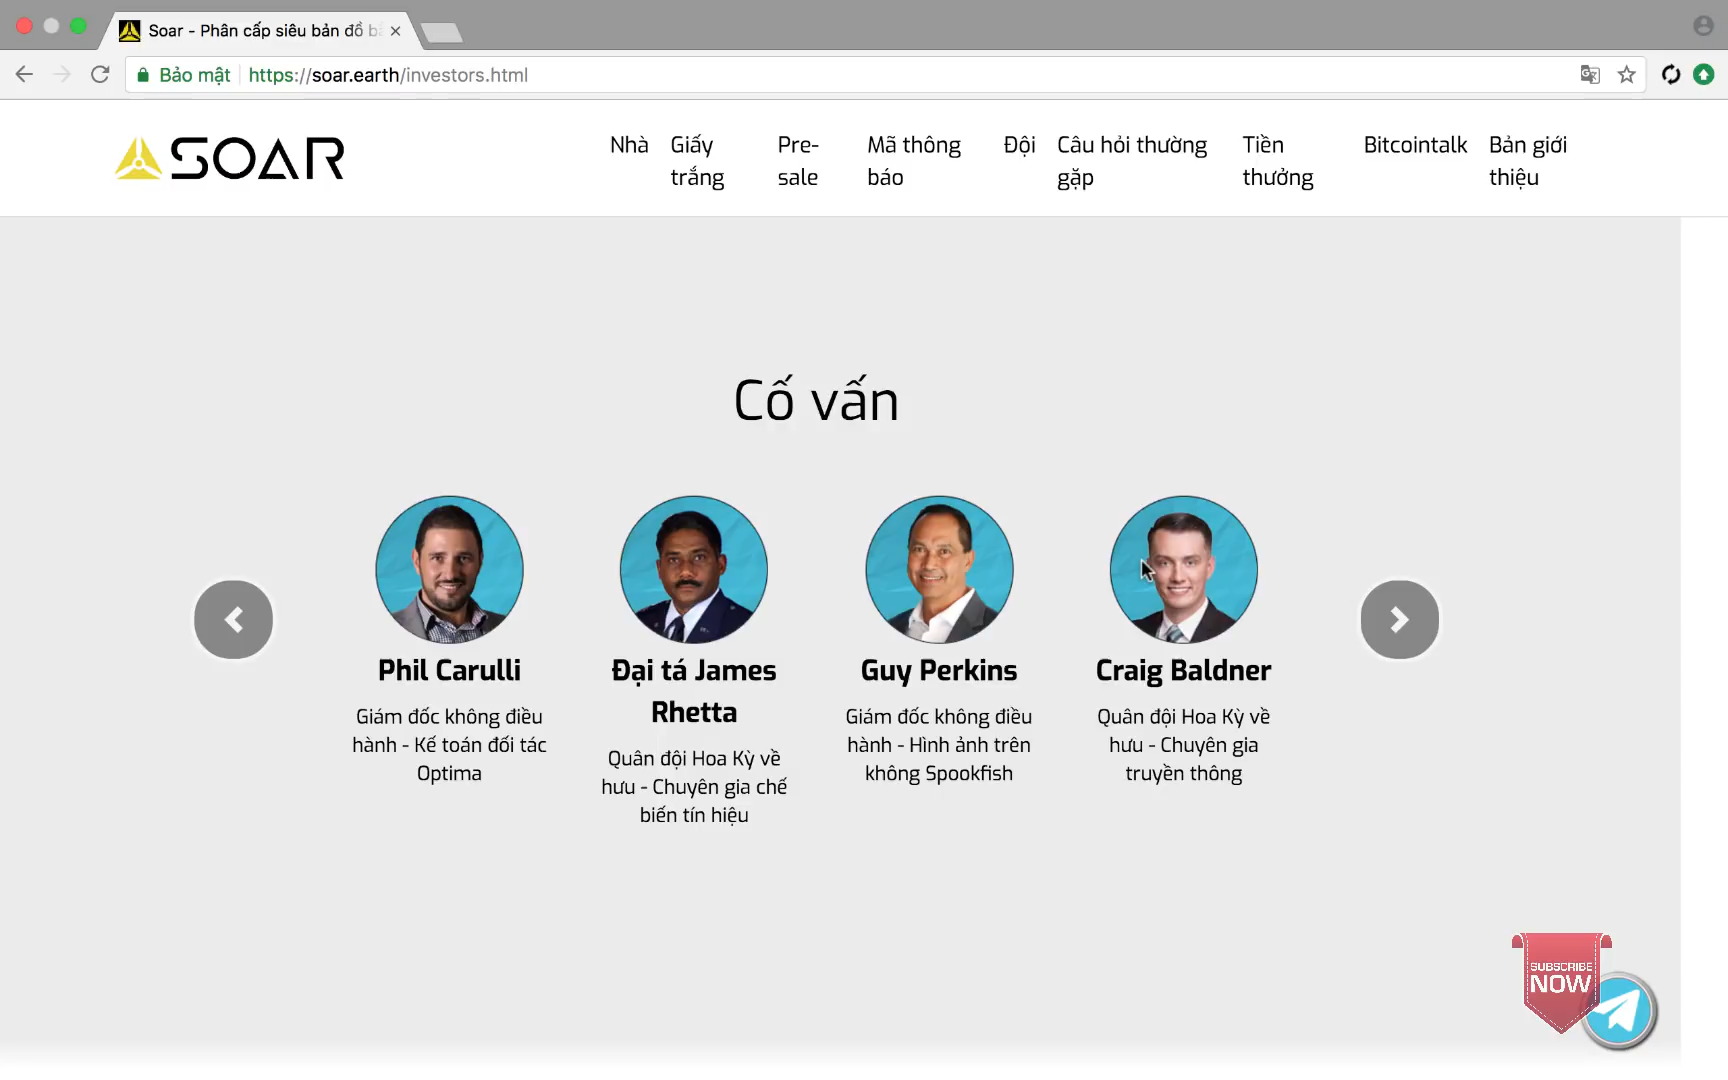 Soar - Phân cấp siêu bản đồ
Bảo mật https://soar.earth/investors.html
SOAR
Nhà
Giấy
trắng
Pre-
sale
Mã thông
báo
Đội
Câu hỏi thường
gặp
Tiền
thưởng
Bitcointalk
Bản giới
thiệu
Cố vấn
Phil Carulli
Giám đốc không điều
hành - Kế toán đối tác
Optima
Đại tá James
Rhetta
Quân đội Hoa Kỳ về
hưu - Chuyên gia chế
biến tín hiệu
Guy Perkins
Giám đốc không điều
hành - Hình ảnh trên
không Spookfish
Craig Baldner
Quân đội Hoa Kỳ về
hưu - Chuyên gia
truyền thông
SUBSCRIBE
NOW